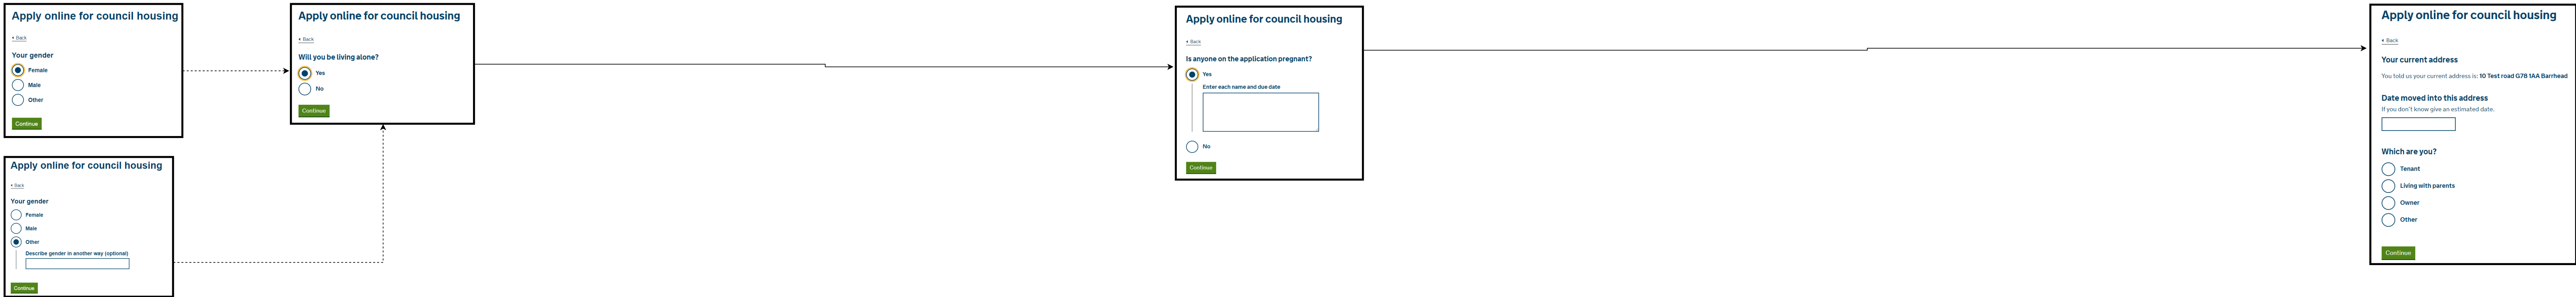 Apply online for council housing
Back
Your gender
Female
Male
Other
Continue
Apply online for council housing
Back
Your gender
Female
Male
Other
Describe gender in another way (optional)
Continue
Apply online for council housing
Back
Will you be living alone?
Yes
No
Continue
Apply online for council housing
Back
Is anyone on the application pregnant?
Yes
Enter each name and due date
No
Continue
Apply online for council housing
Back
Your current address
You told us your current address is: 10 Test road G78 1AA Barrhead
Date moved into this address
If you don't know give an estimated date.
Which are you?
Tenant
Living with parents
Owner
Other
Continue